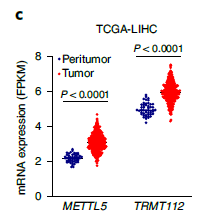 c
TCGA-LIHC
Peritumor
Tumor
P < 0.0001
P < 0.0001
mRNA expression (FPKM)
8
6
4
2
0
METTL5 TRMT112